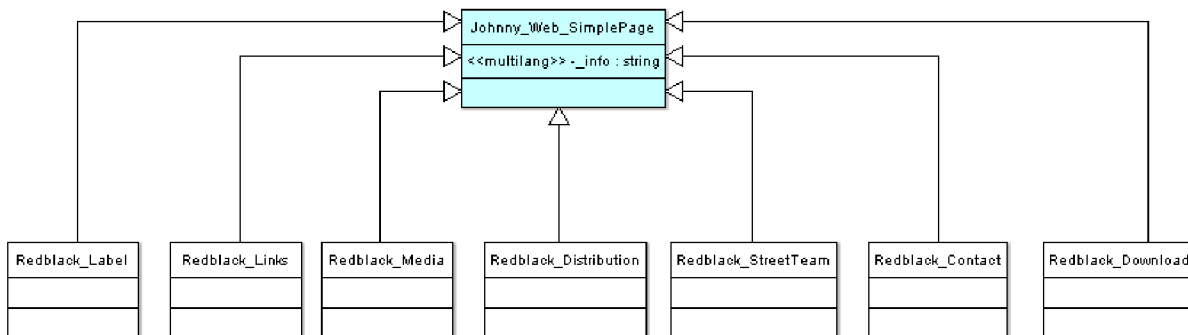 Johnny_Web_SimplePage
<<multilang>> -_info : string
Redblack_Label
Redblack_Links
Redblack_Media
Redblack_Distribution
Redblack_StreetTeam
Redblack_Contact
Redblack_Download